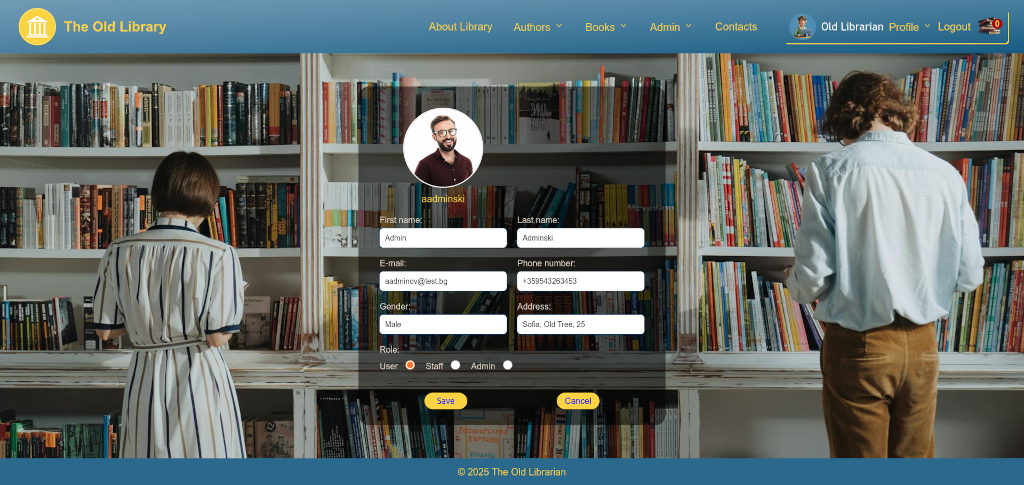 The Old Library
About Library Authors Books Admin Contacts
Old Librarian Profile Logout 0
aadminski
First name: Last name:
Admin Adminski
E-mail: Phone number:
aadminov@test.bg +359543263453
Gender: Address:
Male Sofia, Old Tree, 25
Role:
User Staff Admin
Save Cancel
© 2025 The Old Librarian